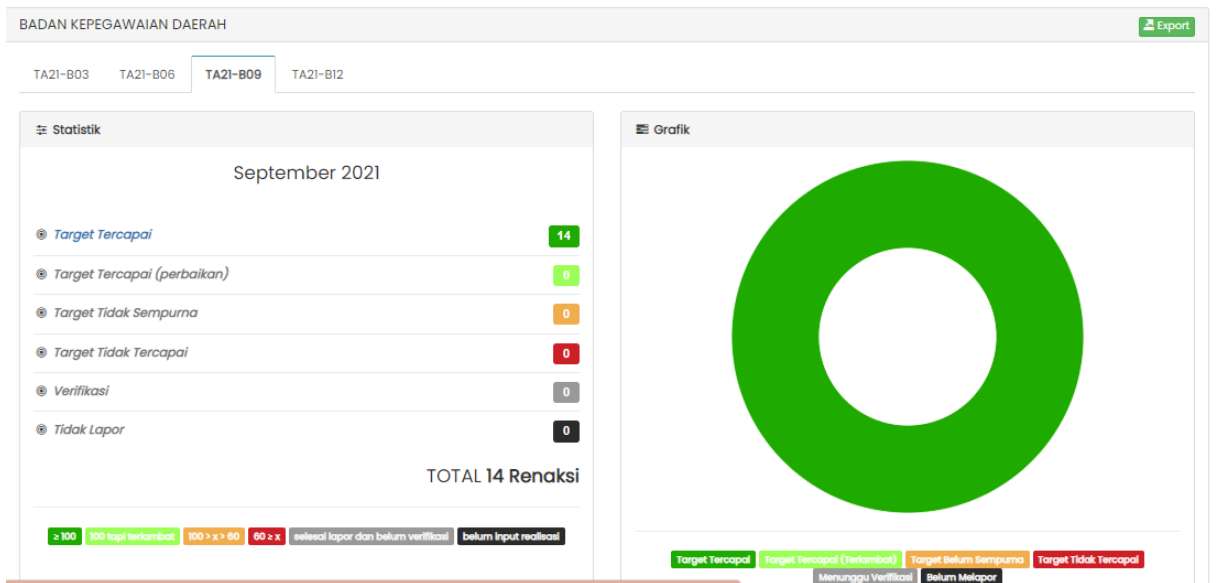 BADAN KEPEGAWAIAN DAERAH
Export
TA21-B03 TA21-B06 TA21-B09 TA21-B12
Statistik
September 2021
Target Tercapai 14
Target Tercapai (perbaikan) 0
Target Tidak Sempurna 0
Target Tidak Tercapai 0
Verifikasi 0
Tidak Lapor 0
TOTAL 14 Renaksi
≥ 100 100 tapi terlambat 100 > x > 60 60 ≥ x selesai lapor dan belum verifikasi belum input realisasi
Grafik
Target Tercapai Target Tercapai (Terlambat) Target Belum Sempurna Target Tidak Tercapai
Menunggu Verifikasi Belum Melapor